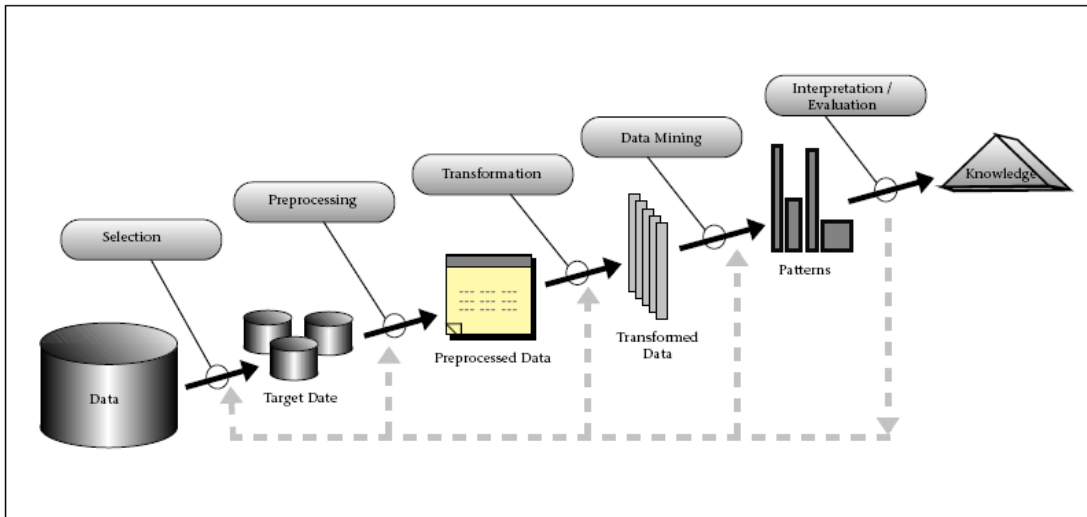 Interpretation /
Evaluation
Data Mining
Transformation
Preprocessing
Selection
Knowledge
Patterns
Transformed
Data
Preprocessed Data
Target Date
Data